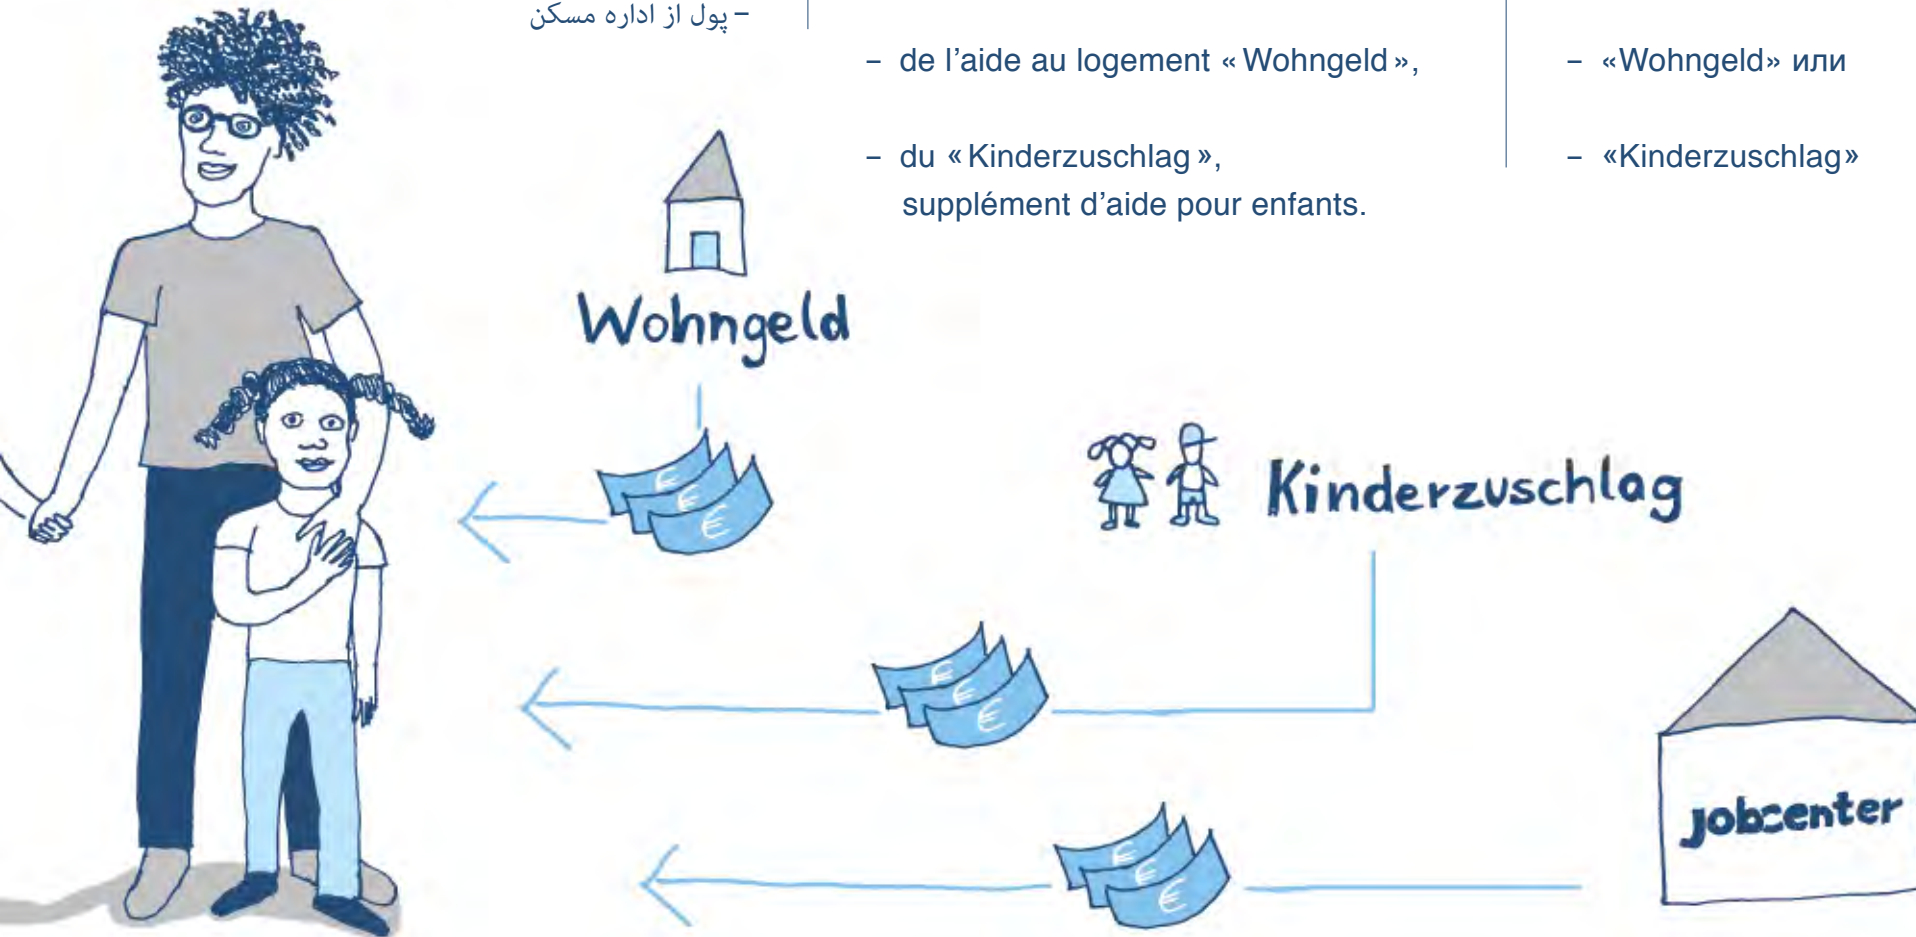 – پول از اداره مسکن
– de l’aide au logement « Wohngeld »,
– du « Kinderzuschlag »,
supplément d’aide pour enfants.
– «Wohngeld» или
– «Kinderzuschlag»
Wohngeld
€
€
€
Kinderzuschlag
€
€
€
jobcenter
€
€
€